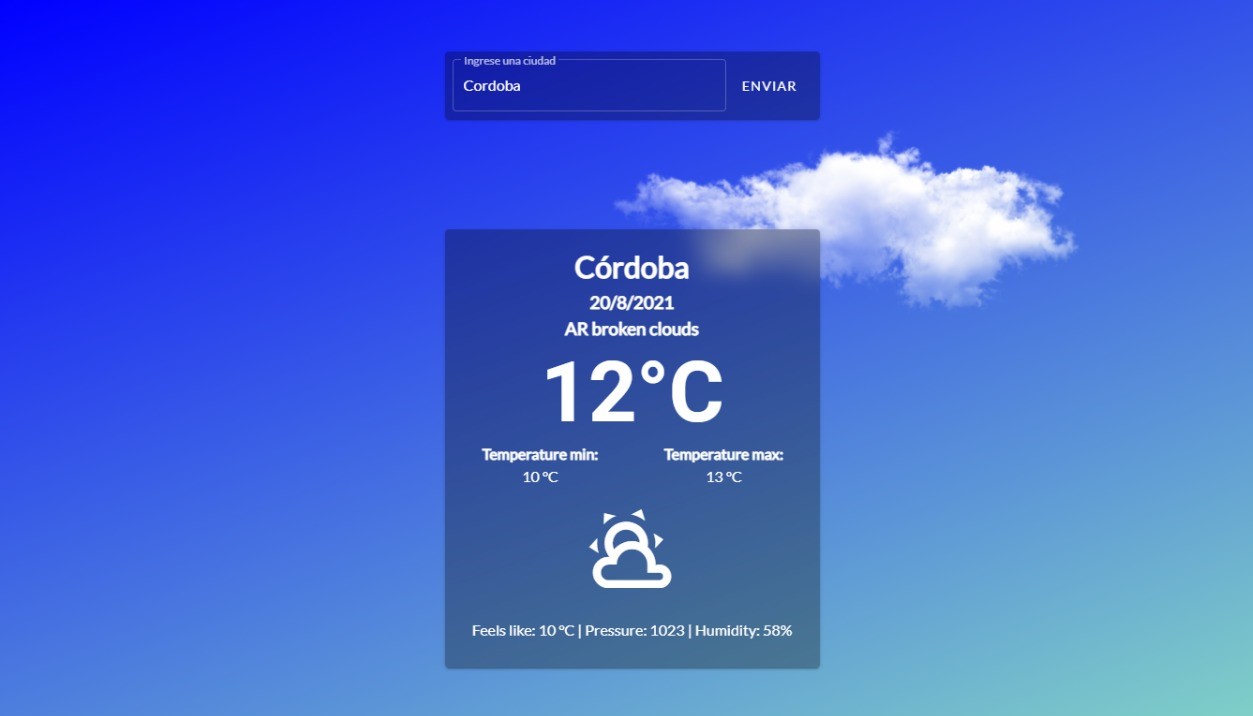 Ingrese una ciudad
Cordoba
ENVIAR
Córdoba
20/8/2021
AR broken clouds
12°C
Temperature min: Temperature max:
10 °C 13 °C
Feels like: 10 °C | Pressure: 1023 | Humidity: 58%